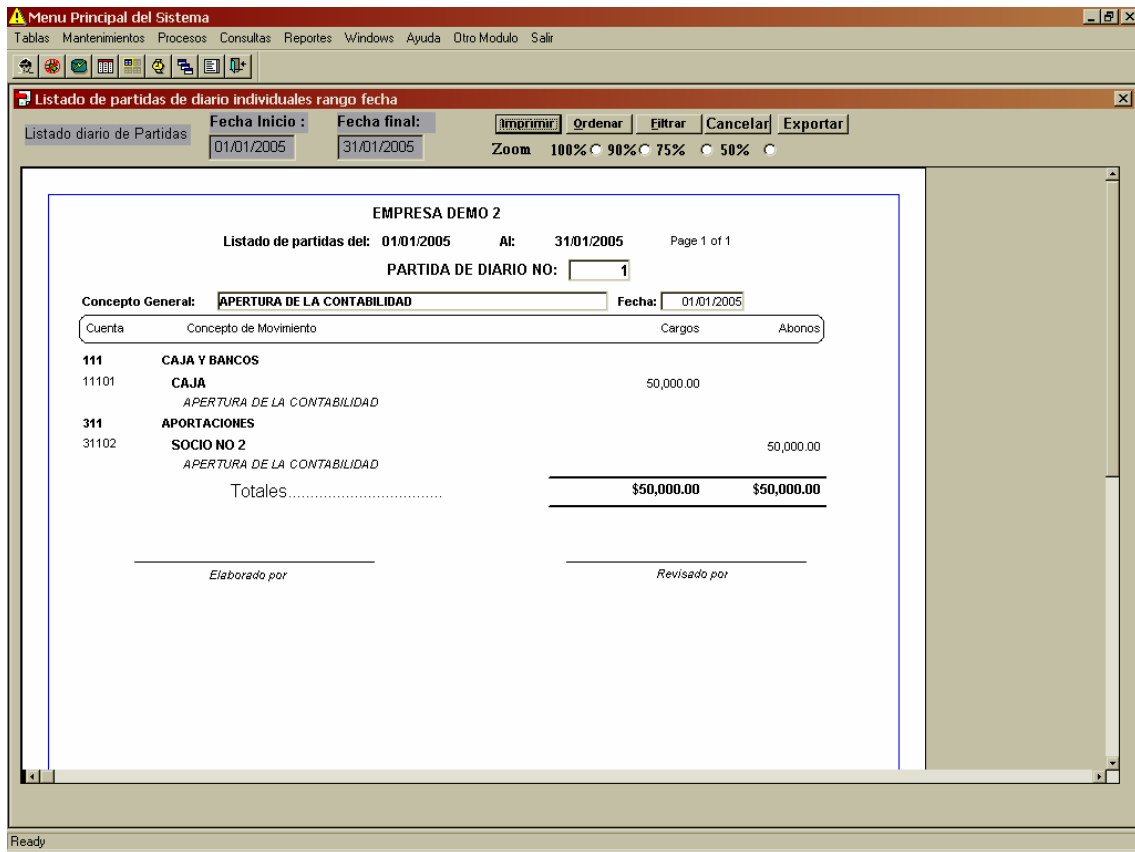 Menu Principal del Sistema
Tablas Mantenimientos Procesos Consultas Reportes Windows Ayuda Otro Modulo Salir
Listado de partidas de diario individuales rango fecha
Listado diario de Partidas
Fecha Inicio : Fecha final:
01/01/2005 31/01/2005
Imprimir Ordenar Filtrar Cancelar Exportar
Zoom 100% 90% 75% 50%
EMPRESA DEMO 2
Listado de partidas del: 01/01/2005 Al: 31/01/2005 Page 1 of 1
PARTIDA DE DIARIO NO: 1
Concepto General: APERTURA DE LA CONTABILIDAD Fecha: 01/01/2005
Cuenta Concepto de Movimiento Cargos Abonos
111 CAJA Y BANCOS
11101 CAJA 50,000.00
APERTURA DE LA CONTABILIDAD
311 APORTACIONES
31102 SOCIO NO 2 50,000.00
APERTURA DE LA CONTABILIDAD
Totales................................... $50,000.00 $50,000.00
Elaborado por Revisado por
Ready